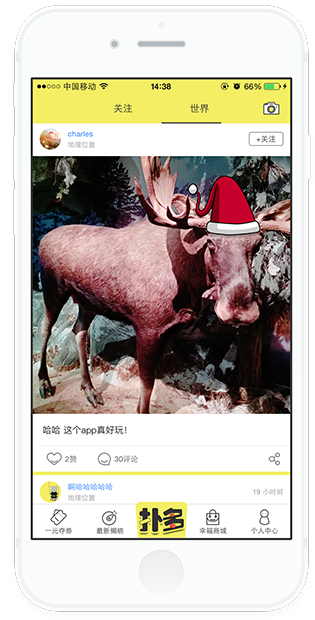 中国移动 14:38 66%
关注 世界
charles
地理位置
+关注
哈哈 这个app真好玩!
2赞 30评论
啊哈哈哈哈哈
地理位置
19 小时前
一元夺券 最新揭晓 扑多 幸福商城 个人中心